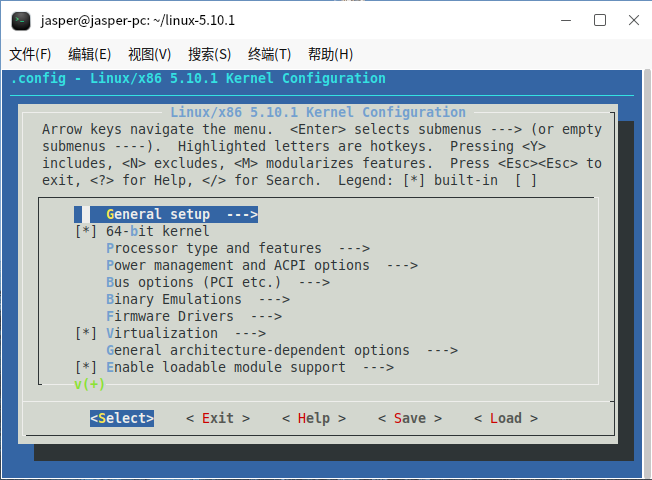 jasper@jasper-pc: ~/linux-5.10.1
文件(F) 编辑(E) 视图(V) 搜索(S) 终端(T) 帮助(H)
.config - Linux/x86 5.10.1 Kernel Configuration
Linux/x86 5.10.1 Kernel Configuration
Arrow keys navigate the menu.  <Enter> selects submenus ---> (or empty
submenus ----).  Highlighted letters are hotkeys.  Pressing <Y>
includes, <N> excludes, <M> modularizes features.  Press <Esc><Esc> to
exit, <?> for Help, </> for Search.  Legend: [*] built-in  [ ]
General setup  --->
[*] 64-bit kernel
Processor type and features  --->
Power management and ACPI options  --->
Bus options (PCI etc.)  --->
Binary Emulations  --->
Firmware Drivers  --->
[*] Virtualization  --->
General architecture-dependent options  --->
[*] Enable loadable module support  --->
v(+)
<Select>    < Exit >    < Help >    < Save >    < Load >